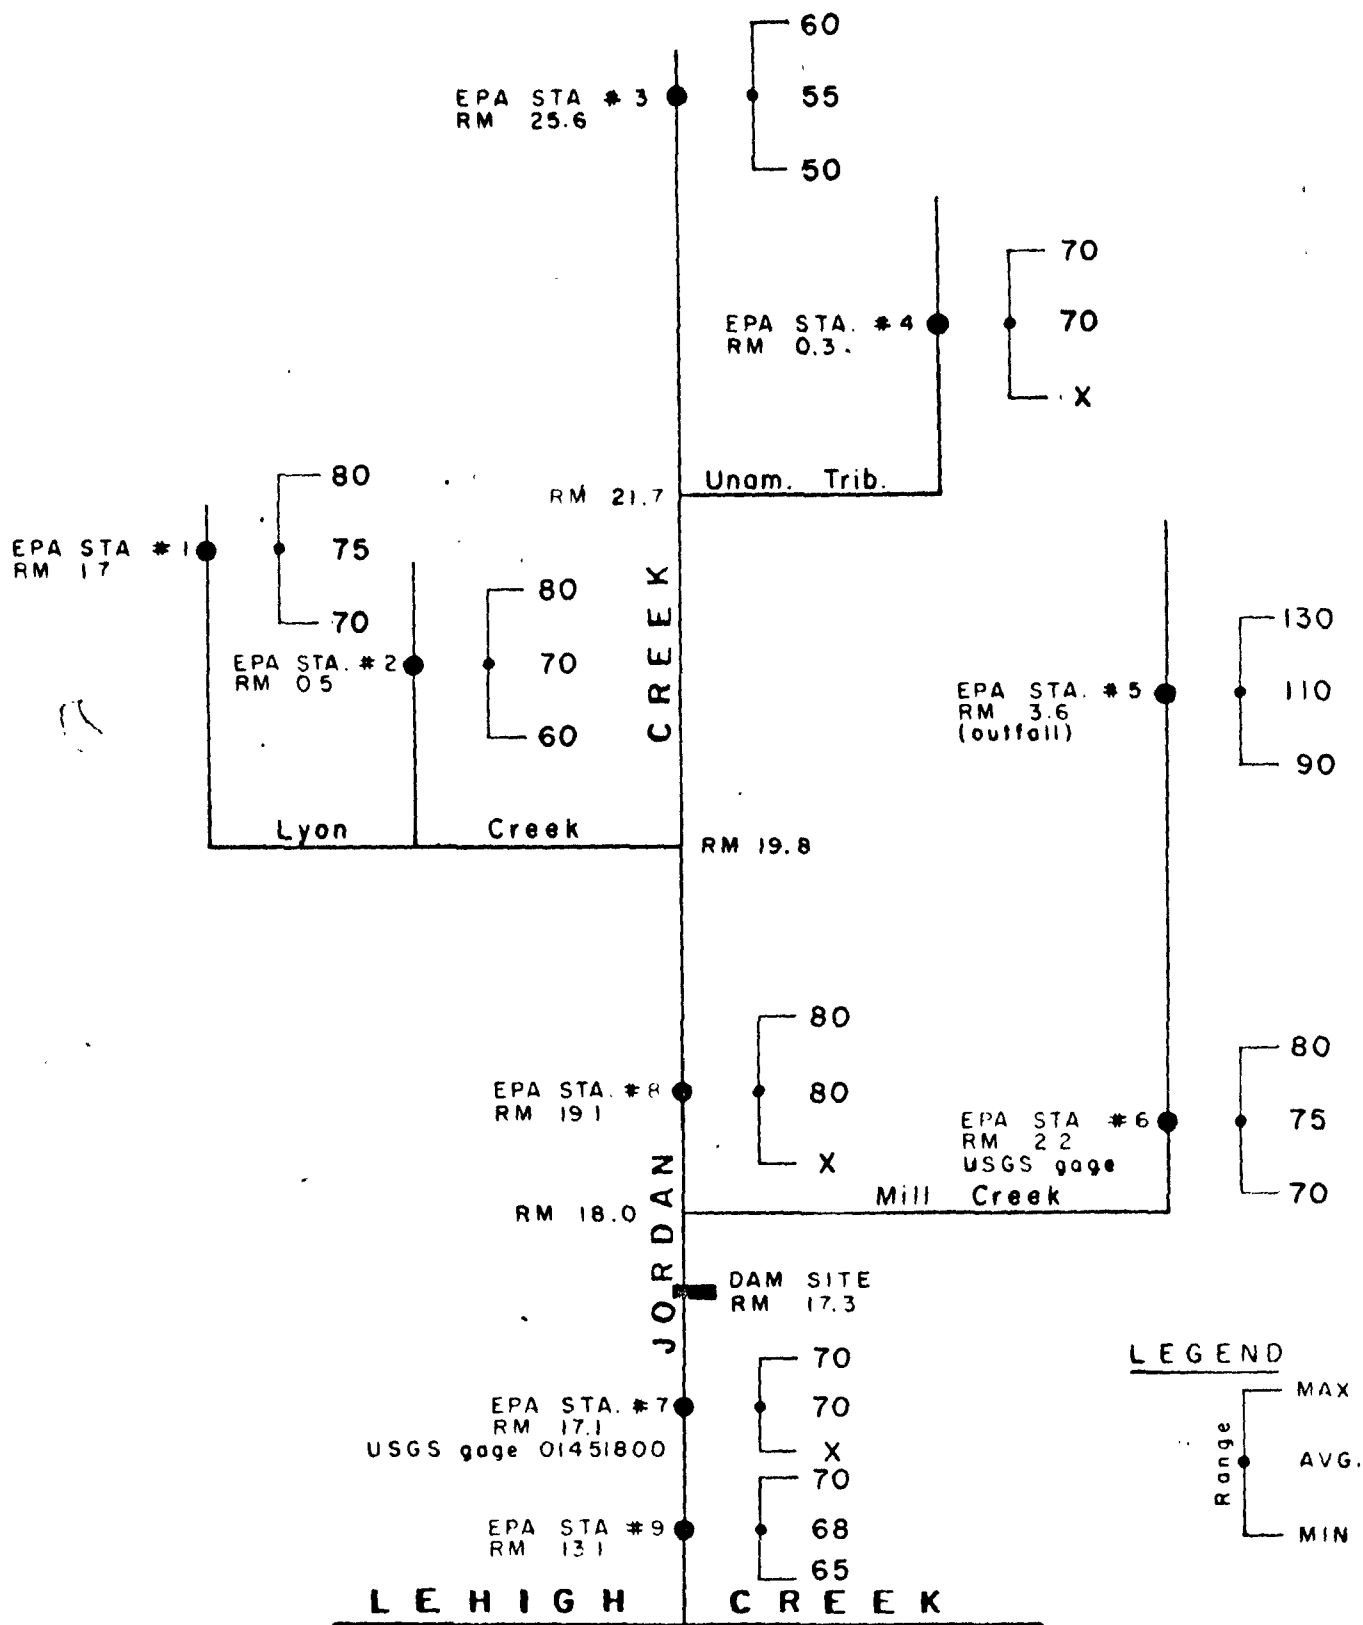 60
EPA STA # 3
RM 25.6
55
50
70
EPA STA. # 4
RM 0.3.
70
X
Unam. Trib.
RM 21.7
80
EPA STA # 1
RM 1 7
75
70
80
EPA STA. # 2
RM 0 5
70
60
CREEK
130
EPA STA. # 5
RM 3.6
(outfall)
110
90
Lyon Creek
RM 19.8
80
EPA STA. # 8
RM 19 1
80
X
80
EPA STA # 6
RM 2 2
USGS gage
75
70
Mill Creek
RM 18.0
JORDAN
DAM SITE
RM 17.3
70
EPA STA. # 7
RM 17.1
USGS gage 01451800
70
X
70
EPA STA # 9
RM 13 1
68
65
LEHIGH CREEK
LEGEND
MAX
Range
AVG.
MIN